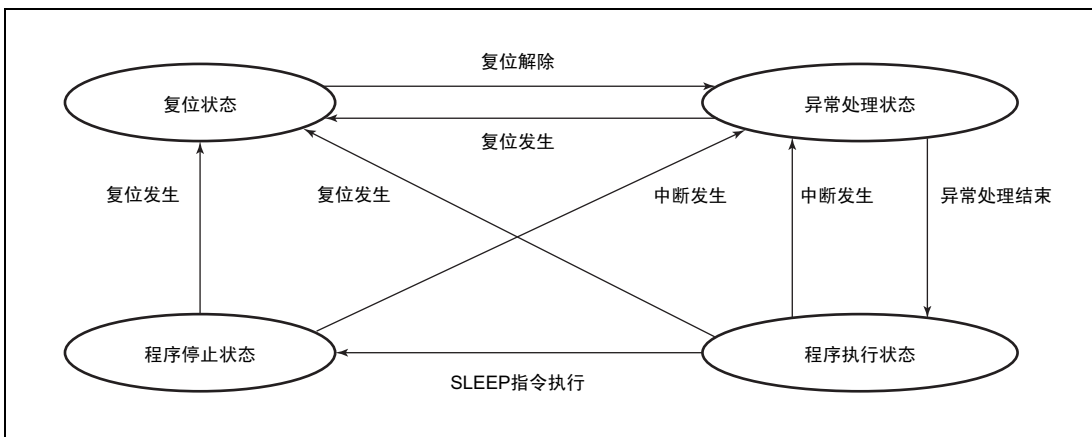 复位解除
复位状态
异常处理状态
复位发生
复位发生
复位发生
中断发生
中断发生
异常处理结束
程序停止状态
程序执行状态
SLEEP指令执行